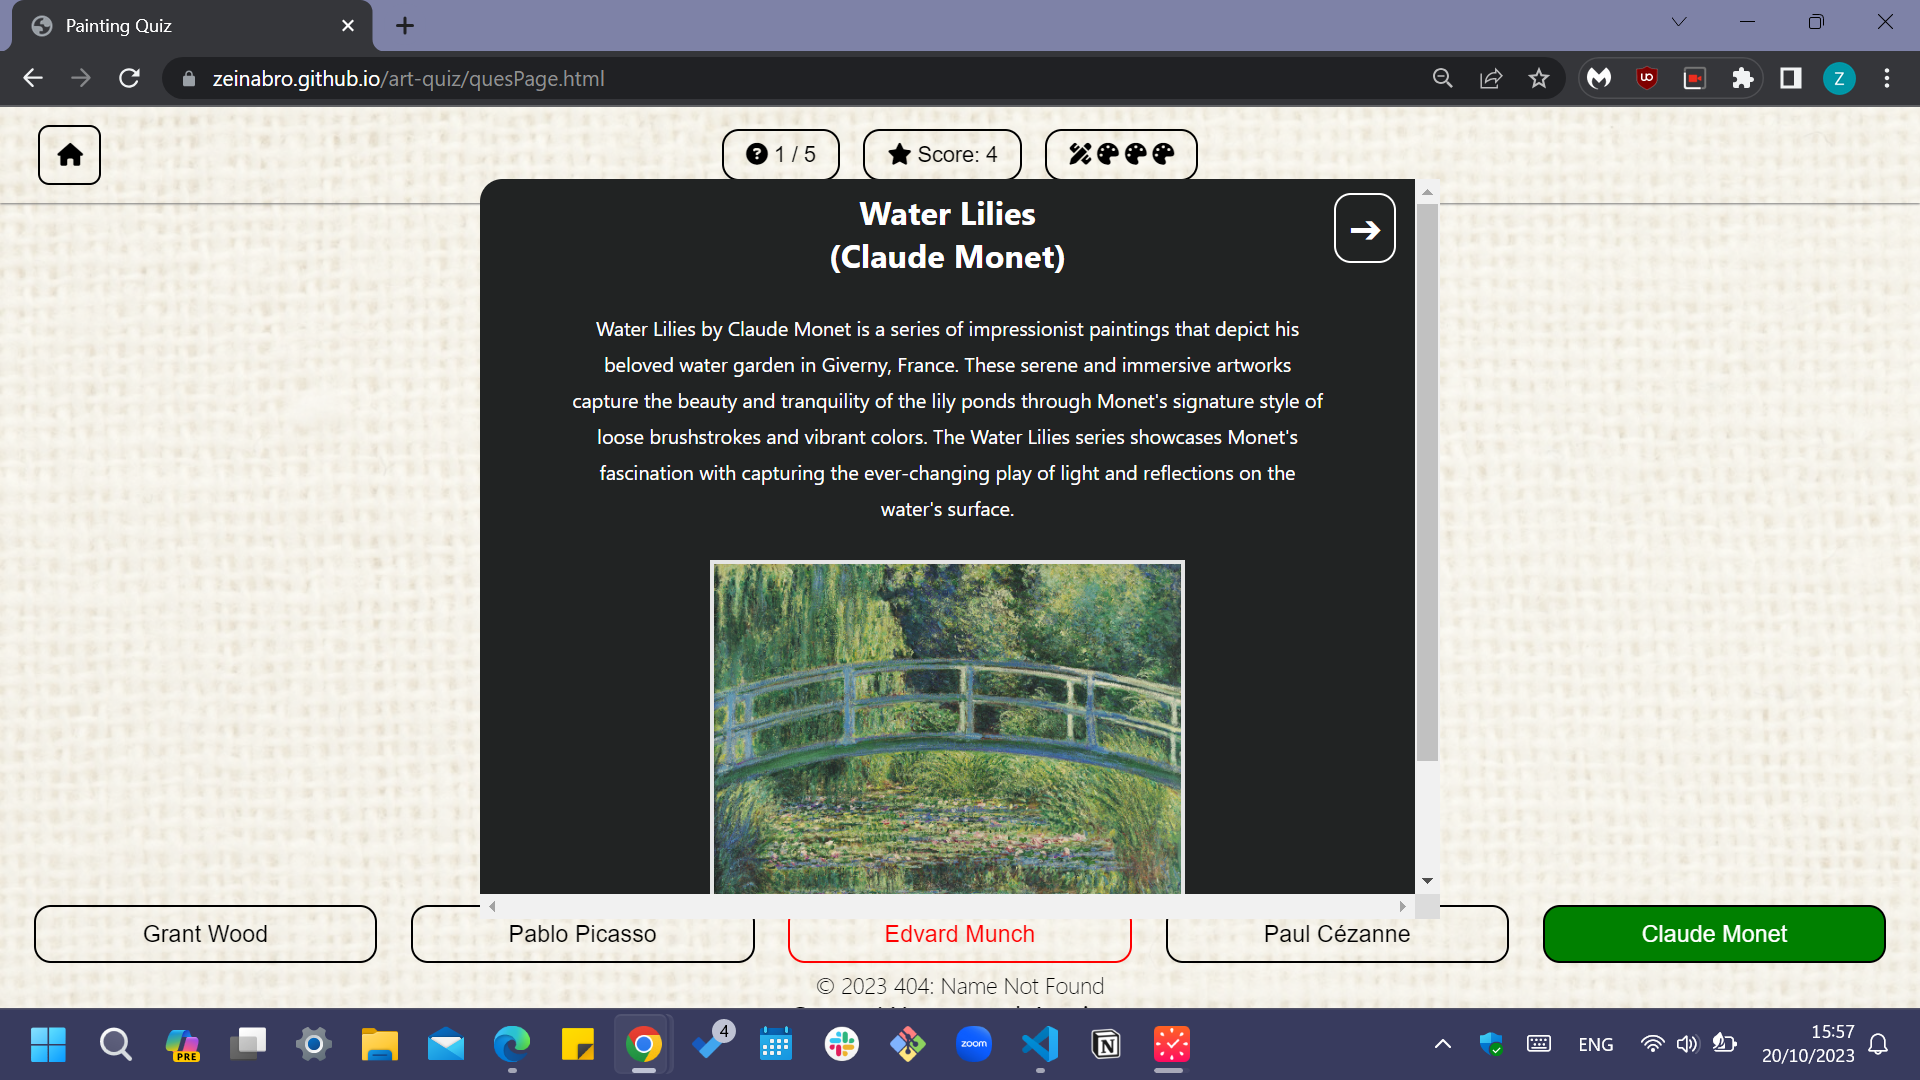 Painting Quiz
zeinabro.github.io/art-quiz/quesPage.html
Z
1 / 5
Score: 4
Water Lilies
(Claude Monet)
Water Lilies by Claude Monet is a series of impressionist paintings that depict his
beloved water garden in Giverny, France. These serene and immersive artworks
capture the beauty and tranquility of the lily ponds through Monet's signature style of
loose brushstrokes and vibrant colors. The Water Lilies series showcases Monet's
fascination with capturing the ever-changing play of light and reflections on the
water's surface.
Grant Wood
Pablo Picasso
Edvard Munch
Paul Cézanne
Claude Monet
© 2023 404: Name Not Found
PRE
4
zoom
ENG
15:57
20/10/2023